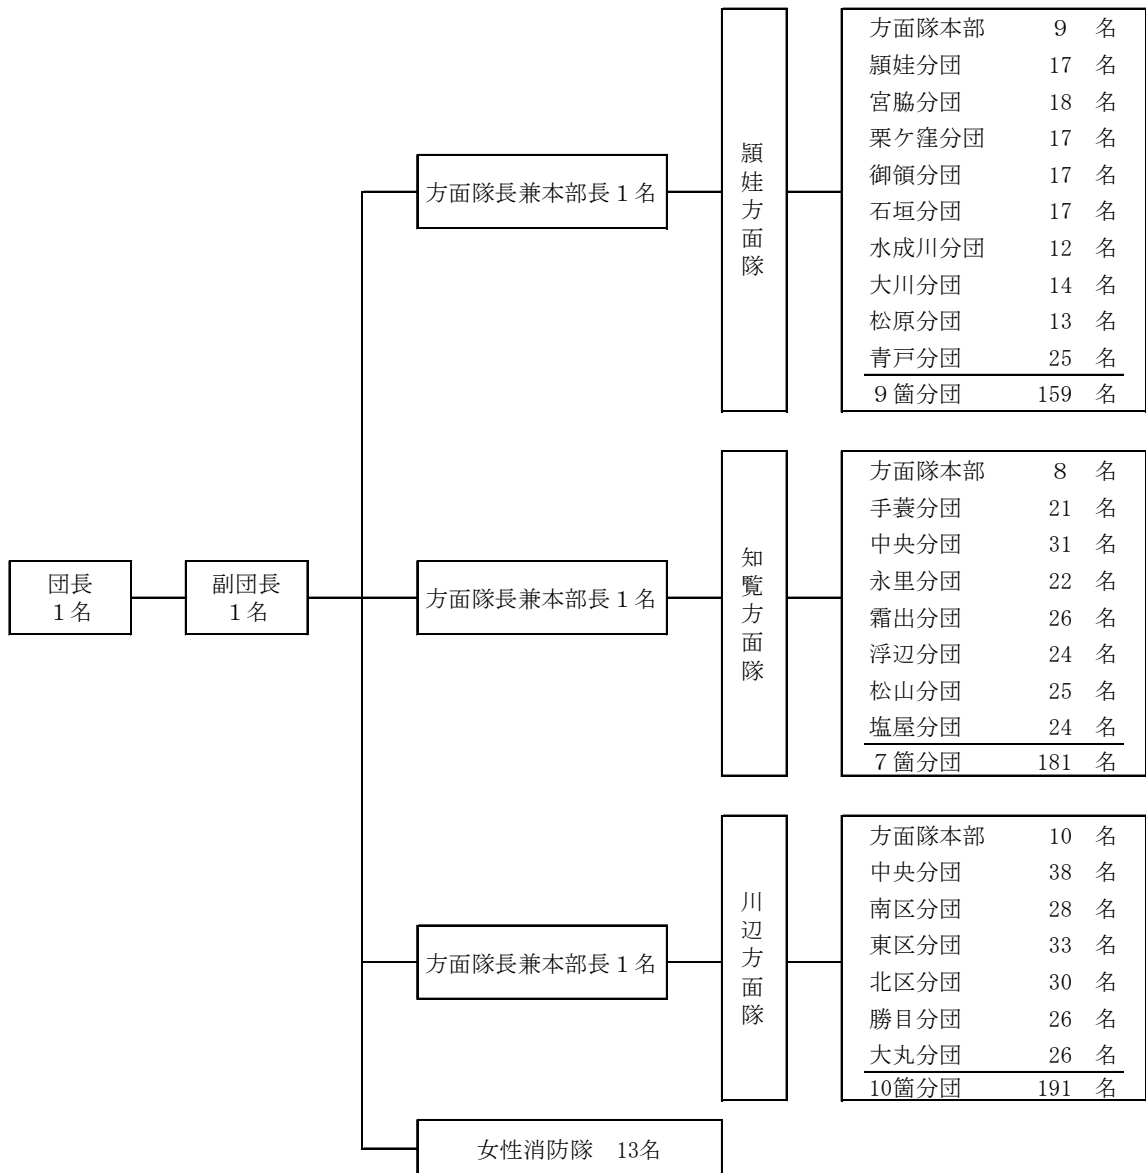 団長
１名
副団長
１名
方面隊長兼本部長１名
頴娃方面隊
方面隊本部 9 名
頴娃分団 17 名
宮脇分団 18 名
栗ケ窪分団 17 名
御領分団 17 名
石垣分団 17 名
水成川分団 12 名
大川分団 14 名
松原分団 13 名
青戸分団 25 名
９箇分団 159 名
方面隊長兼本部長１名
知覧方面隊
方面隊本部 8 名
手蓑分団 21 名
中央分団 31 名
永里分団 22 名
霜出分団 26 名
浮辺分団 24 名
松山分団 25 名
塩屋分団 24 名
７箇分団 181 名
方面隊長兼本部長１名
川辺方面隊
方面隊本部 10 名
中央分団 38 名
南区分団 28 名
東区分団 33 名
北区分団 30 名
勝目分団 26 名
大丸分団 26 名
10箇分団 191 名
女性消防隊　13名